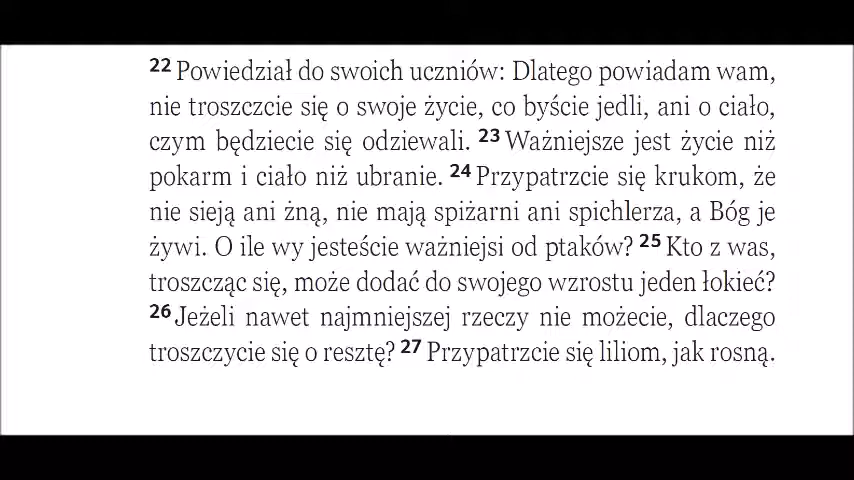 22 Powiedział do swoich uczniów: Dlatego powiadam wam,
nie troszczcie się o swoje życie, co byście jedli, ani o ciało,
czym będziecie się odziewali. 23 Ważniejsze jest życie niż
pokarm i ciało niż ubranie. 24 Przypatrzcie się krukom, że
nie sieją ani żną, nie mają spiżarni ani spichlerza, a Bóg je
żywi. O ile wy jesteście ważniejsi od ptaków? 25 Kto z was,
troszcząc się, może dodać do swojego wzrostu jeden łokieć?
26 Jeżeli nawet najmniejszej rzeczy nie możecie, dlaczego
troszczycie się o resztę? 27 Przypatrzcie się liliom, jak rosną.